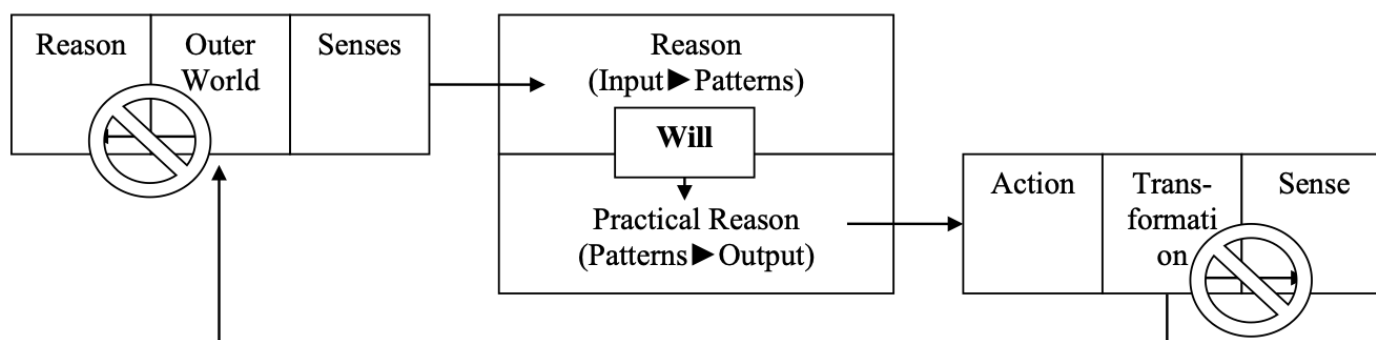 Reason
Outer
World
Senses
Reason
(Input►Patterns)
Will
Practical Reason
(Patterns►Output)
Action
Trans-
formati
on
Sense